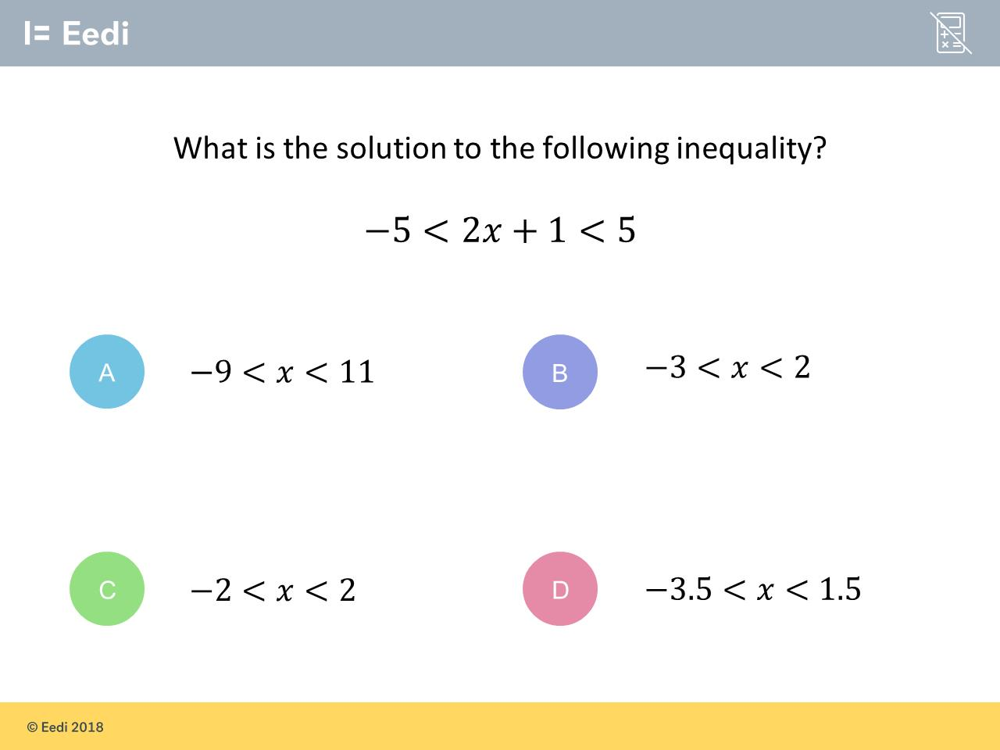 Eedi
What is the solution to the following inequality?
−5 < 2x + 1 < 5
A −9 < x < 11
B −3 < x < 2
C −2 < x < 2
D −3.5 < x < 1.5
© Eedi 2018